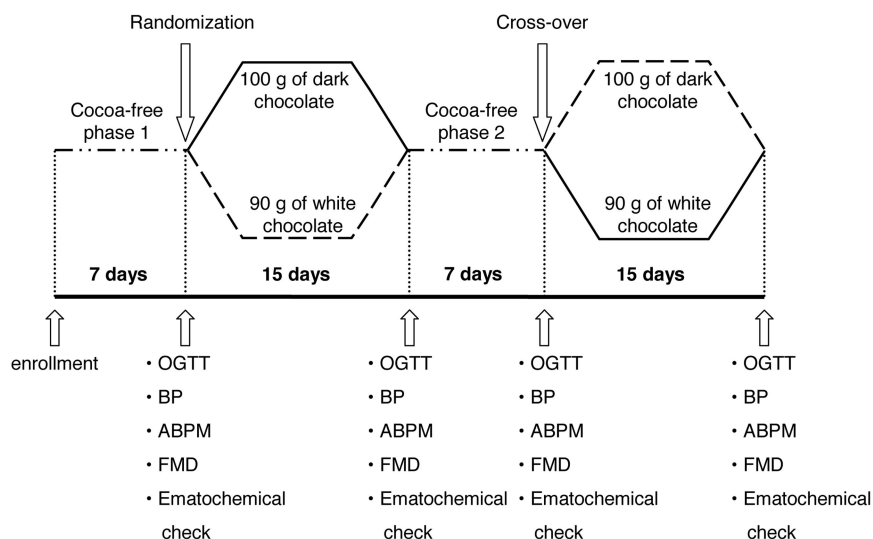 Randomization
Cross-over
100 g of dark
chocolate
100 g of dark
chocolate
Cocoa-free
phase 1
Cocoa-free
phase 2
90 g of white
chocolate
90 g of white
chocolate
7 days
15 days
7 days
15 days
enrollment
• OGTT
• BP
• ABPM
• FMD
• Ematochemical
check
• OGTT
• BP
• ABPM
• FMD
• Ematochemical
check
• OGTT
• BP
• ABPM
• FMD
• Ematochemical
check
• OGTT
• BP
• ABPM
• FMD
• Ematochemical
check